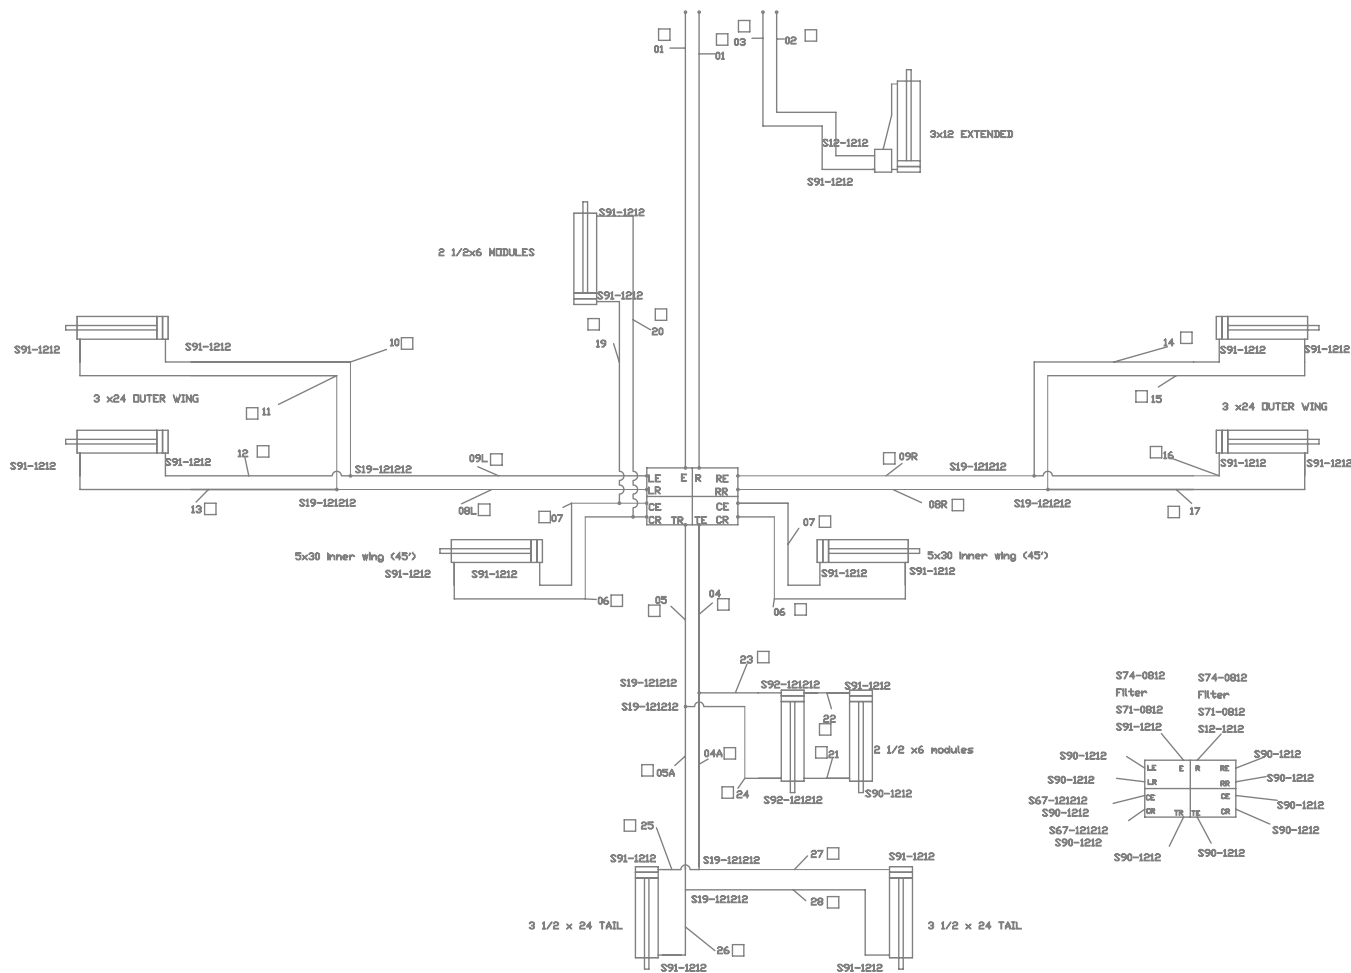 01
01
03
02
3x12 EXTENDED
S12-1212
S91-1212
S91-1212
2 1/2x6 MODULES
S91-1212
20
19
S91-1212
S91-1212
10
3 x24 OUTER WING
11
S91-1212
S91-1212
12
09L
S19-121212
13
S19-121212
08L
07
14
S91-1212
S91-1212
15
3 x24 OUTER WING
16
S91-1212
S91-1212
09R
S19-121212
08R
S19-121212
17
LE E R RE
LR RR
CE CE
CR TR TE CR
5x30 inner wing (45')
S91-1212
S91-1212
06
07
5x30 inner wing (45')
S91-1212
S91-1212
06
05
04
23
S19-121212
S92-121212
S91-1212
S19-121212
22
2 1/2 x6 modules
21
04A
05A
24
S92-121212
S90-1212
25
S91-1212
S19-121212
27
S91-1212
S19-121212
28
3 1/2 x 24 TAIL
3 1/2 x 24 TAIL
26
S91-1212
S91-1212
S74-0812
Filter
S71-0812
S91-1212
S74-0812
Filter
S71-0812
S12-1212
S90-1212
S90-1212
S67-121212
S90-1212
S67-121212
S90-1212
S90-1212
LE E R RE
LR RR
CE CE
CR TR TE CR
S90-1212
S90-1212
S90-1212
S90-1212
S90-1212